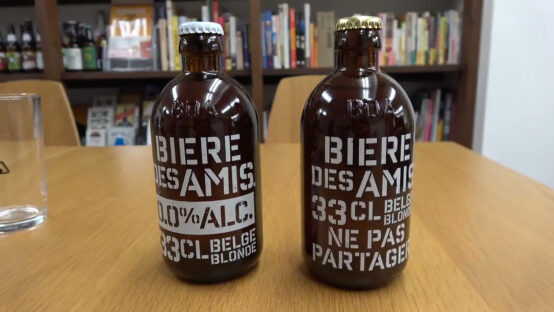 BIERE
DES AMIS.
0.0% ALC.
33CL BELGE
BLONDE
BIERE
DES AMIS
33CL BELGE
BLONDE
NE PAS
PARTAGER